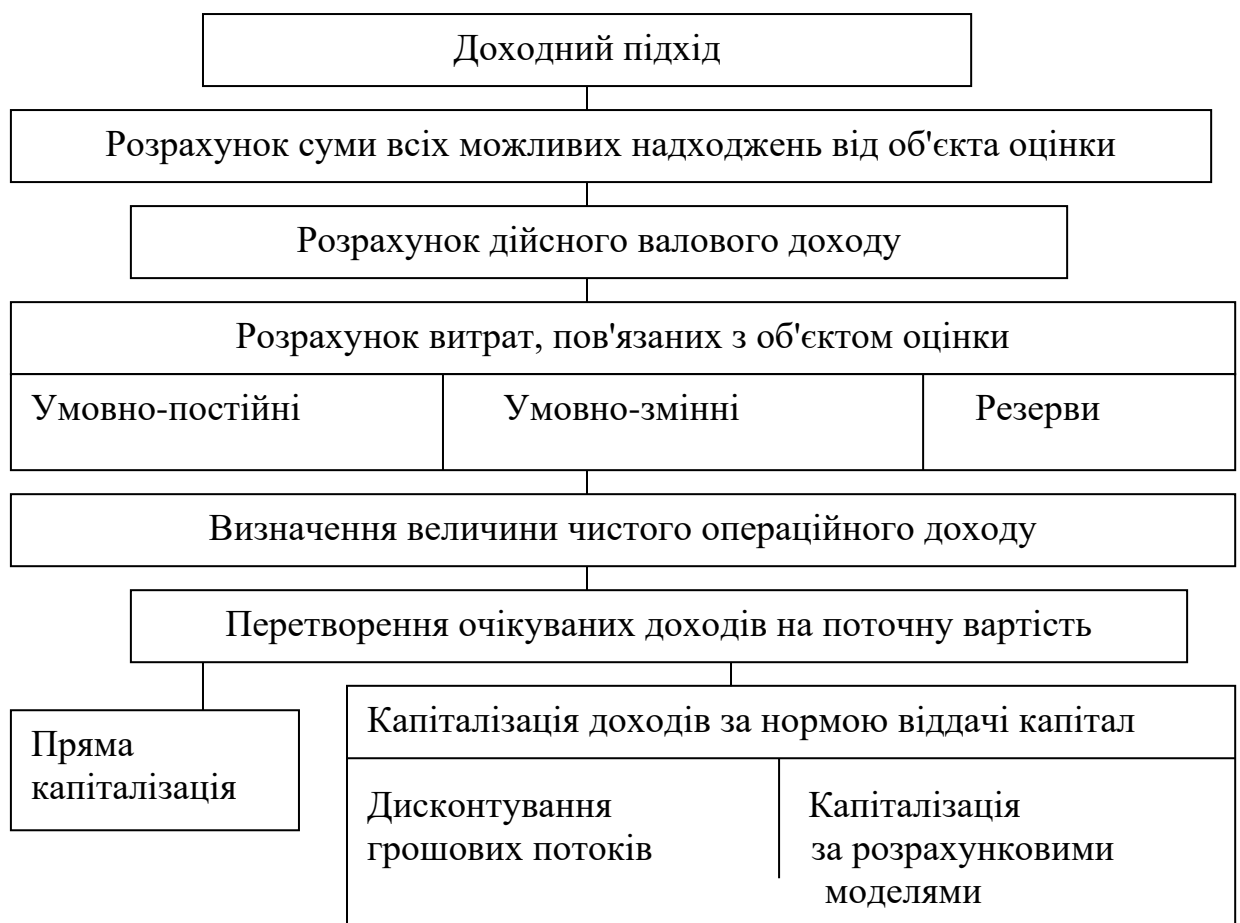 Доходний підхід
Розрахунок суми всіх можливих надходжень від об'єкта оцінки
Розрахунок дійсного валового доходу
Розрахунок витрат, пов'язаних з об'єктом оцінки
Умовно-постійні
Умовно-змінні
Резерви
Визначення величини чистого операційного доходу
Перетворення очікуваних доходів на поточну вартість
Пряма
капіталізація
Капіталізація доходів за нормою віддачі капітал
Дисконтування
грошових потоків
Капіталізація
за розрахунковими
моделями